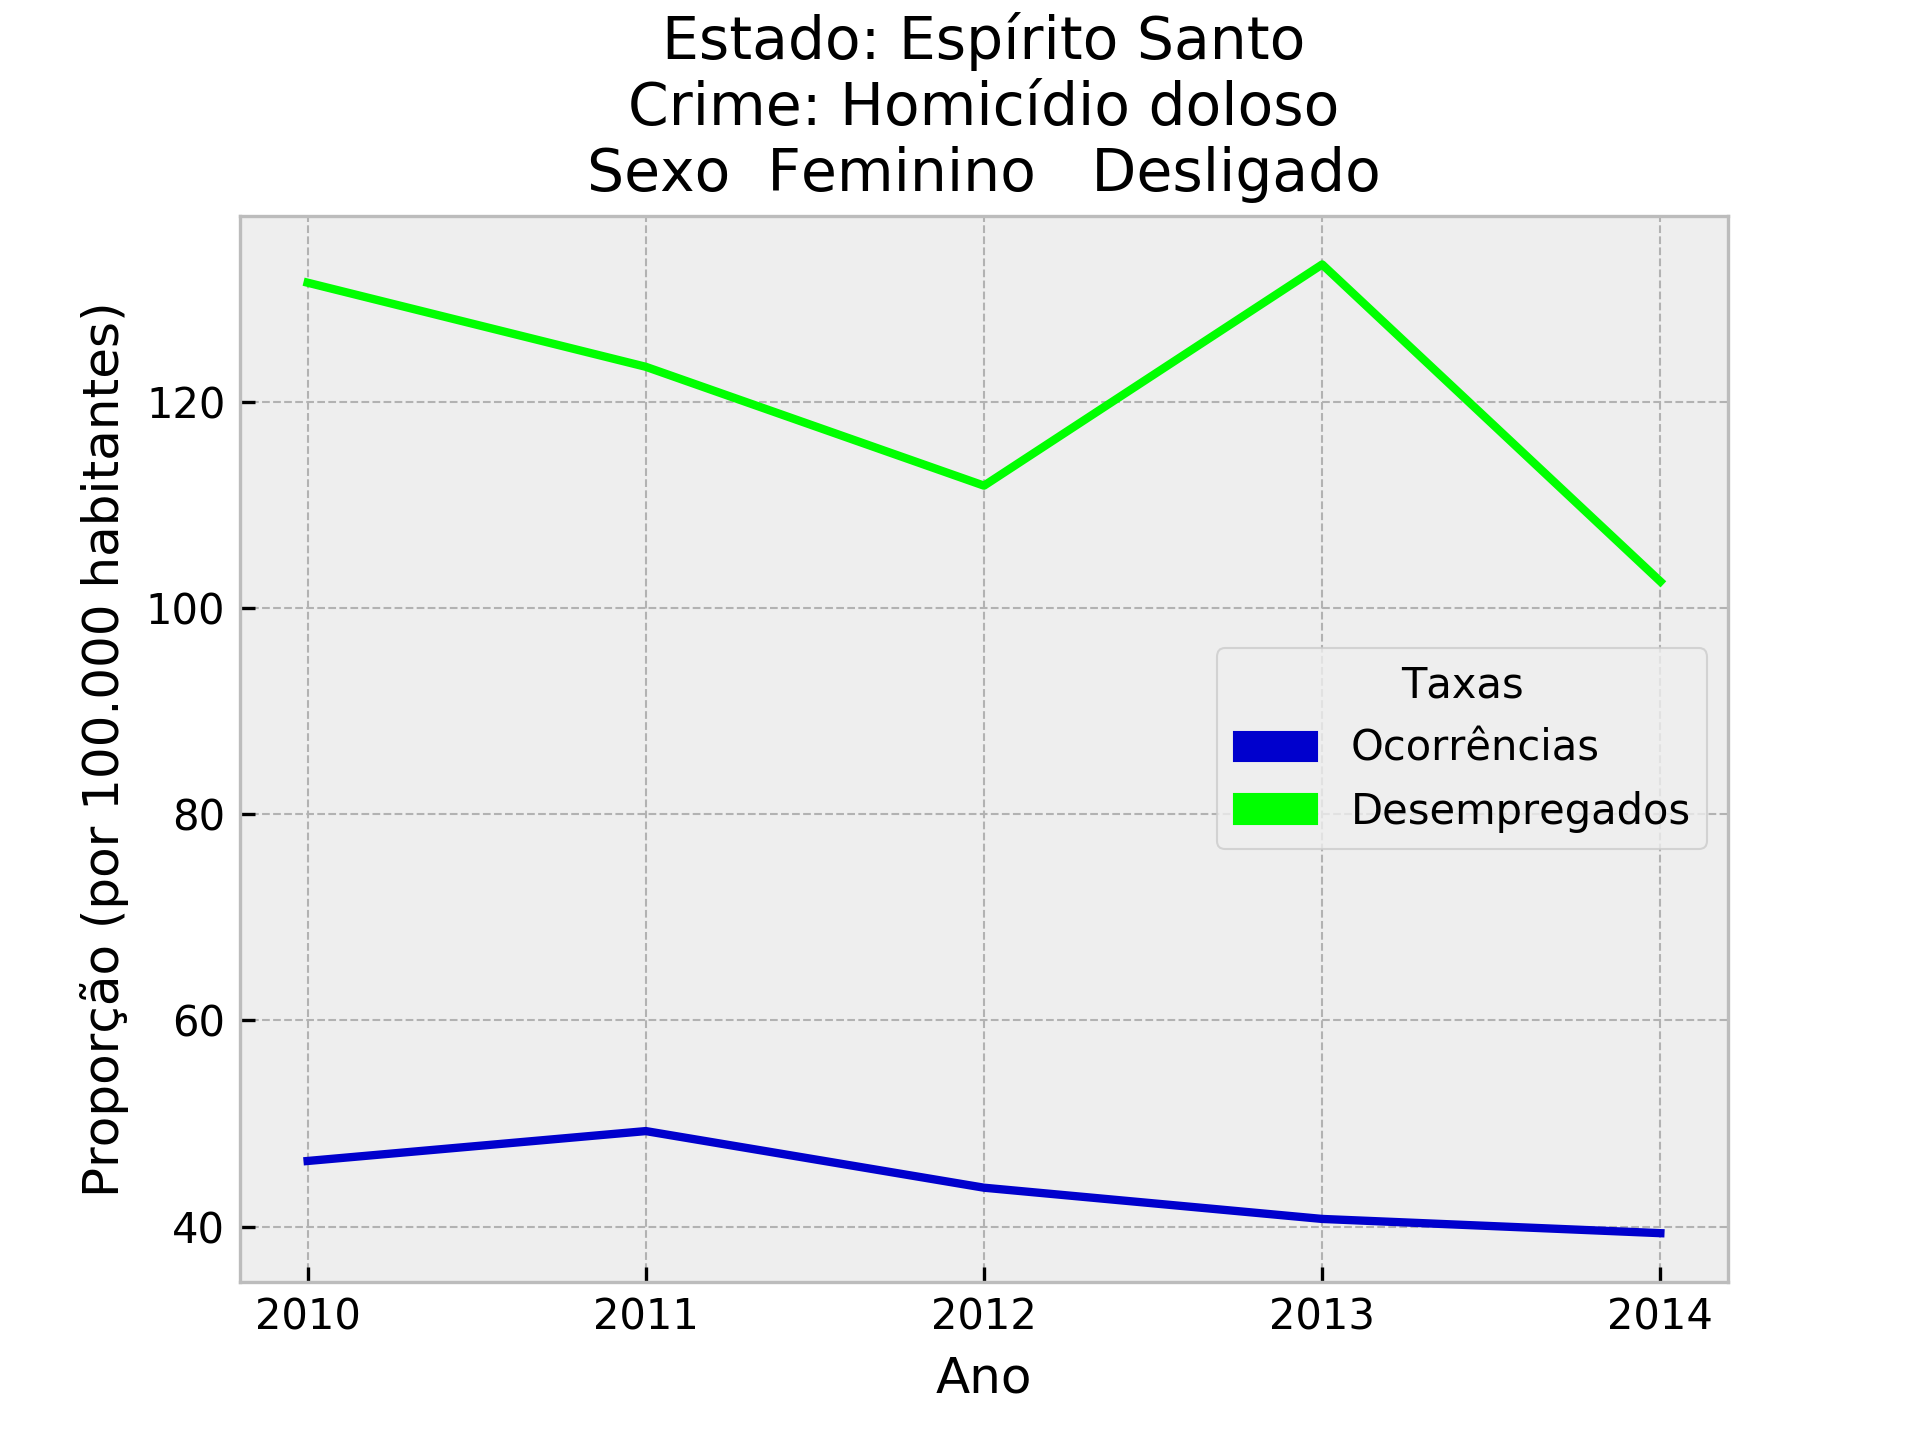 Estado: Espírito Santo
Crime: Homicídio doloso
Sexo  Feminino   Desligado
Proporção (por 100.000 habitantes)
120
100
80
60
40
Taxas
Ocorrências
Desempregados
2010
2011
2012
2013
2014
Ano